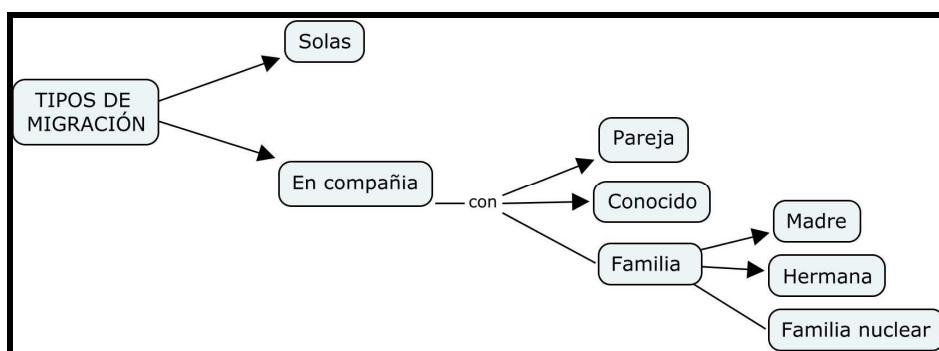 Solas
TIPOS DE
MIGRACIÓN
Pareja
En compañia
con
Conocido
Madre
Familia
Hermana
Familia nuclear